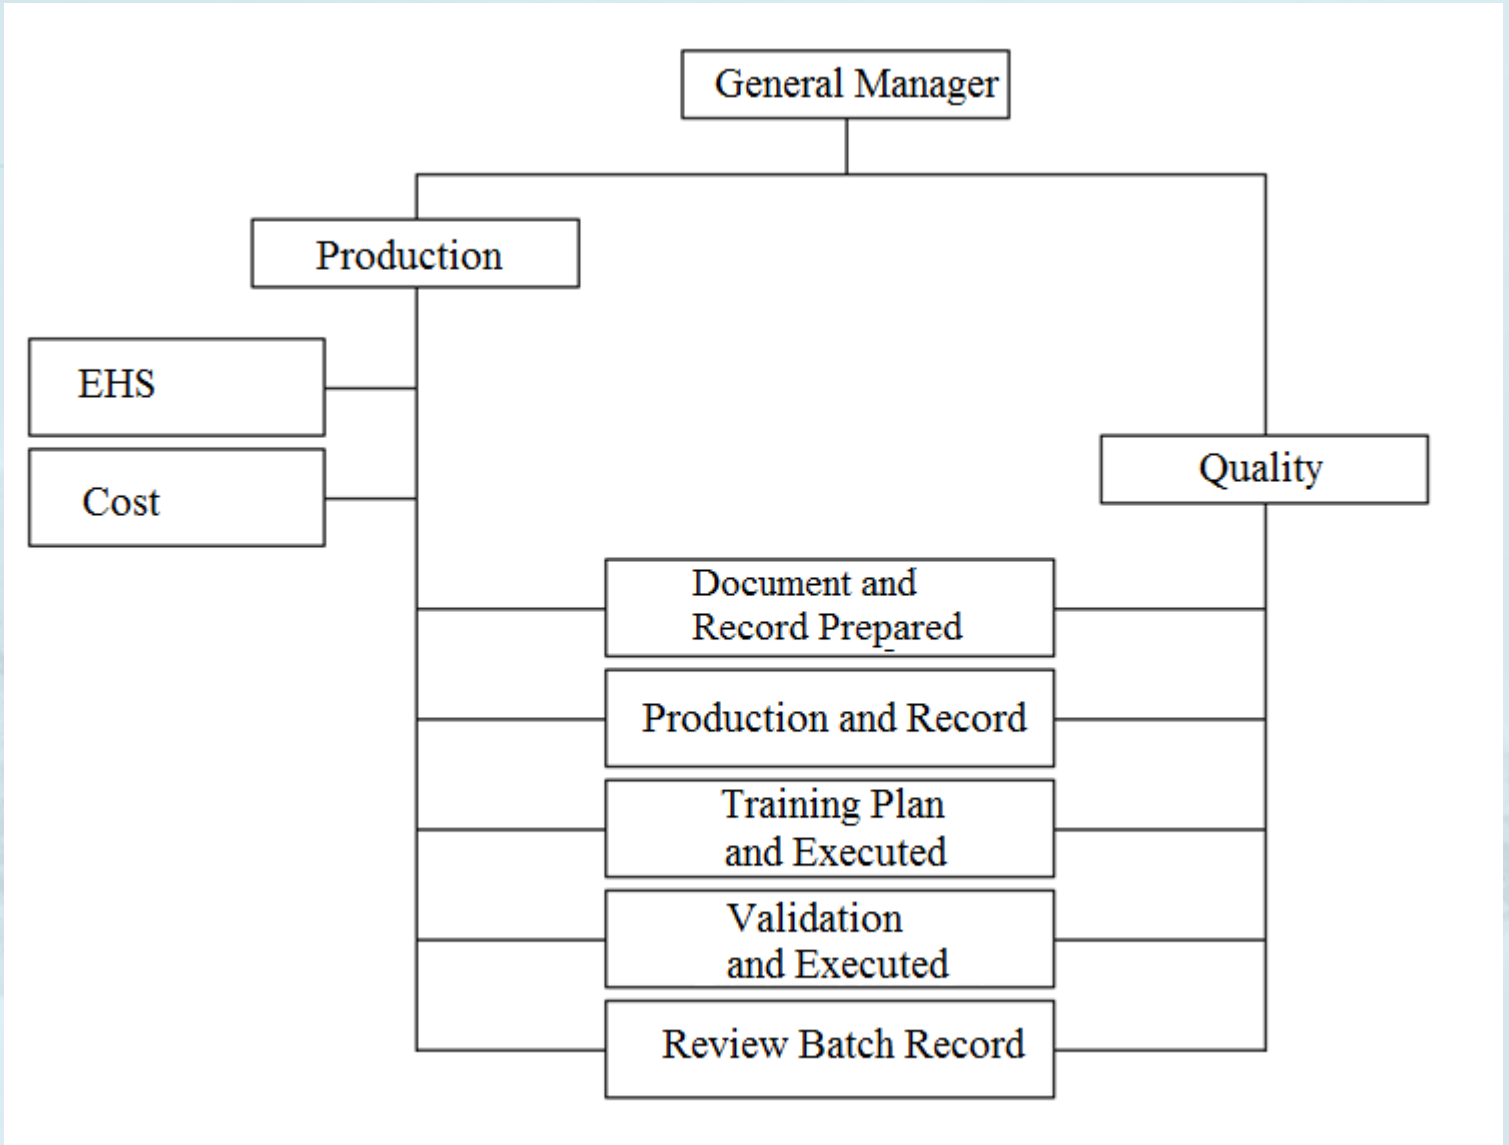 General Manager
Production
EHS
Cost
Quality
Document and
Record Prepared
Production and Record
Training Plan
and Executed
Validation
and Executed
Review Batch Record